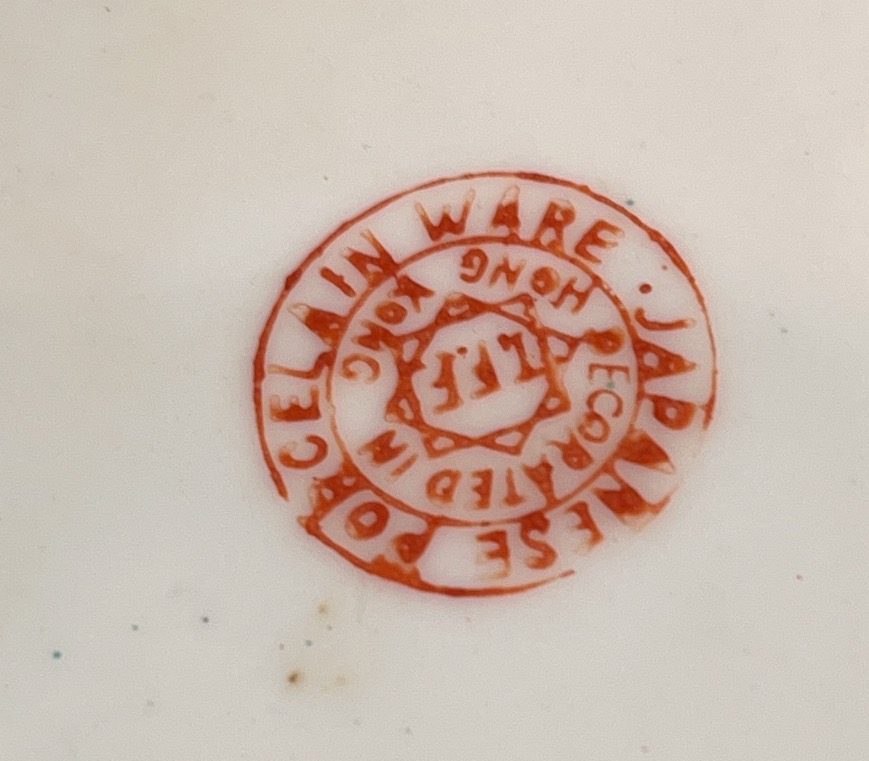 JAPANESE PORCELAIN WARE ·
DECORATED IN HONG KONG